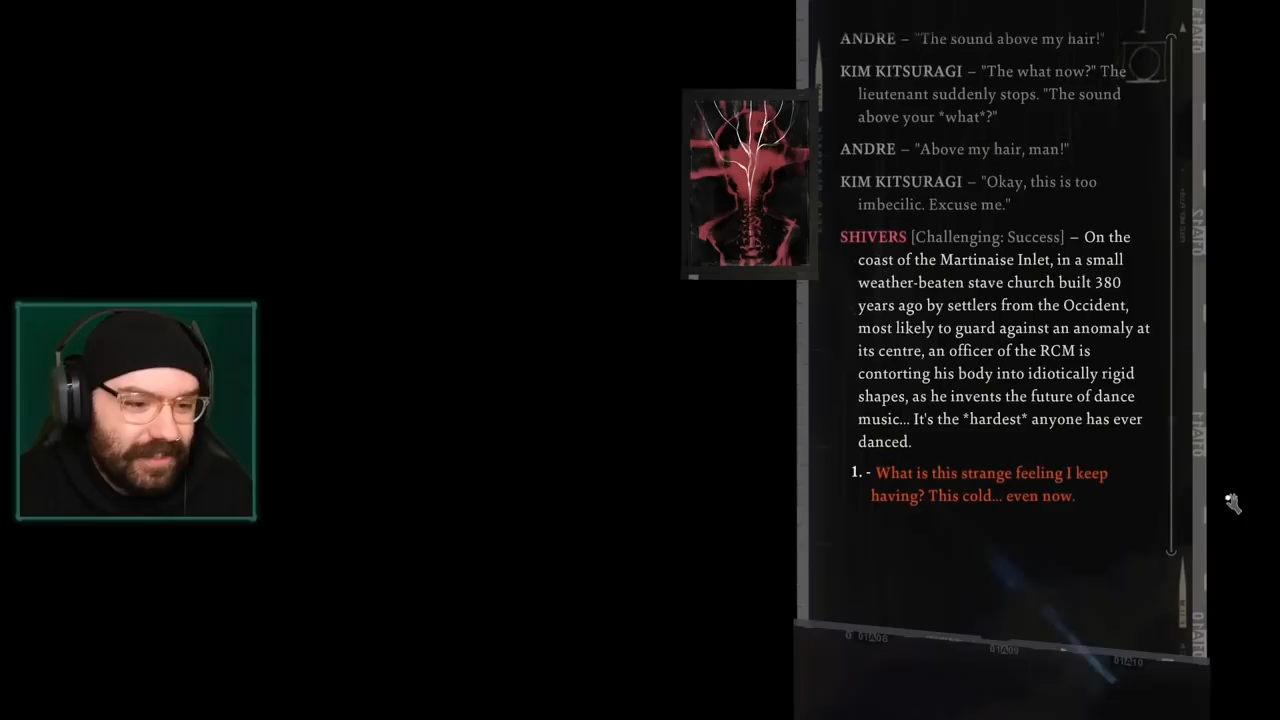 ANDRE – "The sound above my hair!"
KIM KITSURAGI – "The what now?" The
lieutenant suddenly stops. "The sound
above your *what*?"
ANDRE – "Above my hair, man!"
KIM KITSURAGI – "Okay, this is too
imbecilic. Excuse me."
SHIVERS [Challenging: Success] – On the
coast of the Martinaise Inlet, in a small
weather-beaten stave church built 380
years ago by settlers from the Occident,
most likely to guard against an anomaly at
its centre, an officer of the RCM is
contorting his body into idiotically rigid
shapes, as he invents the future of dance
music... It's the *hardest* anyone has ever
danced.
1. - What is this strange feeling I keep
having? This cold... even now.
01A08
01A09
01A10